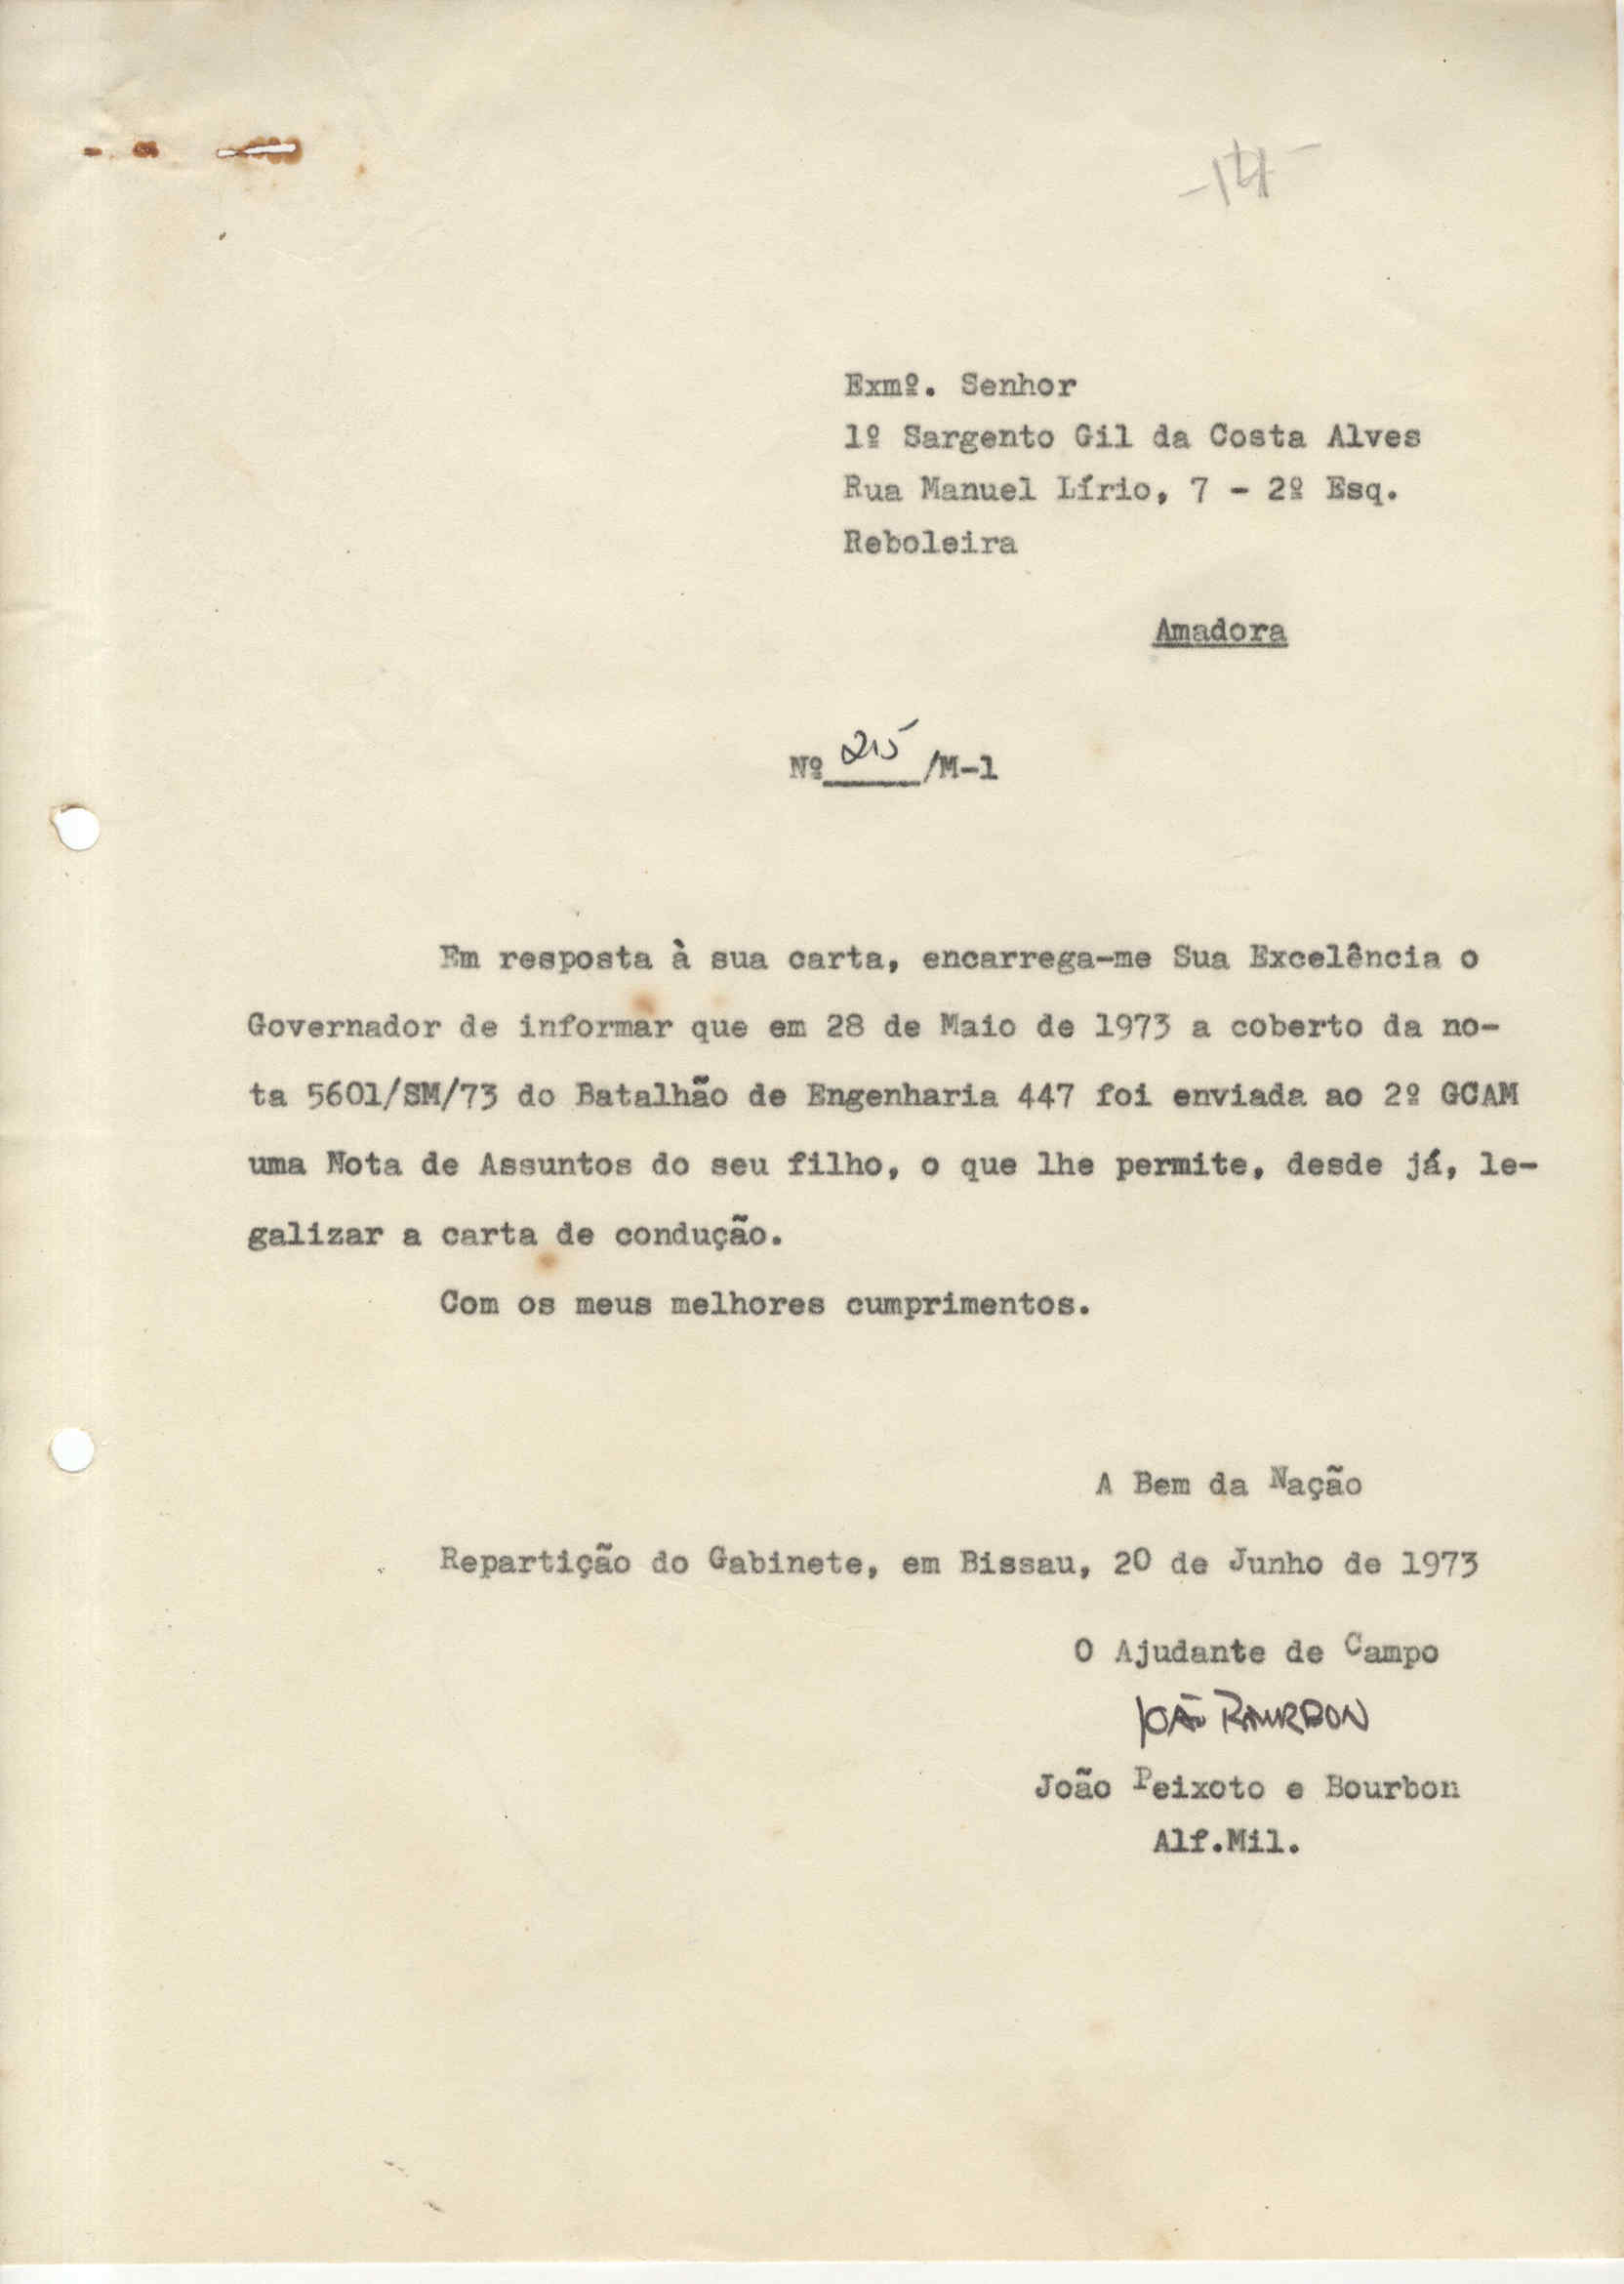 -14-
Exmº. Senhor
1º Sargento Gil da Costa Alves
Rua Manuel Lírio, 7 - 2º Esq.
Reboleira
Amadora
Nº 215/M-1
Em resposta à sua carta, encarrega-me Sua Excelência o
Governador de informar que em 28 de Maio de 1973 a coberto da no-
ta 5601/SM/73 do Batalhão de Engenharia 447 foi enviada ao 2º GCAM
uma Nota de Assuntos do seu filho, o que lhe permite, desde já, le-
galizar a carta de condução.
Com os meus melhores cumprimentos.
A Bem da Nação
Repartição do Gabinete, em Bissau, 20 de Junho de 1973
O Ajudante de Campo
João Bourbon
João Peixoto e Bourbon
Alf.Mil.